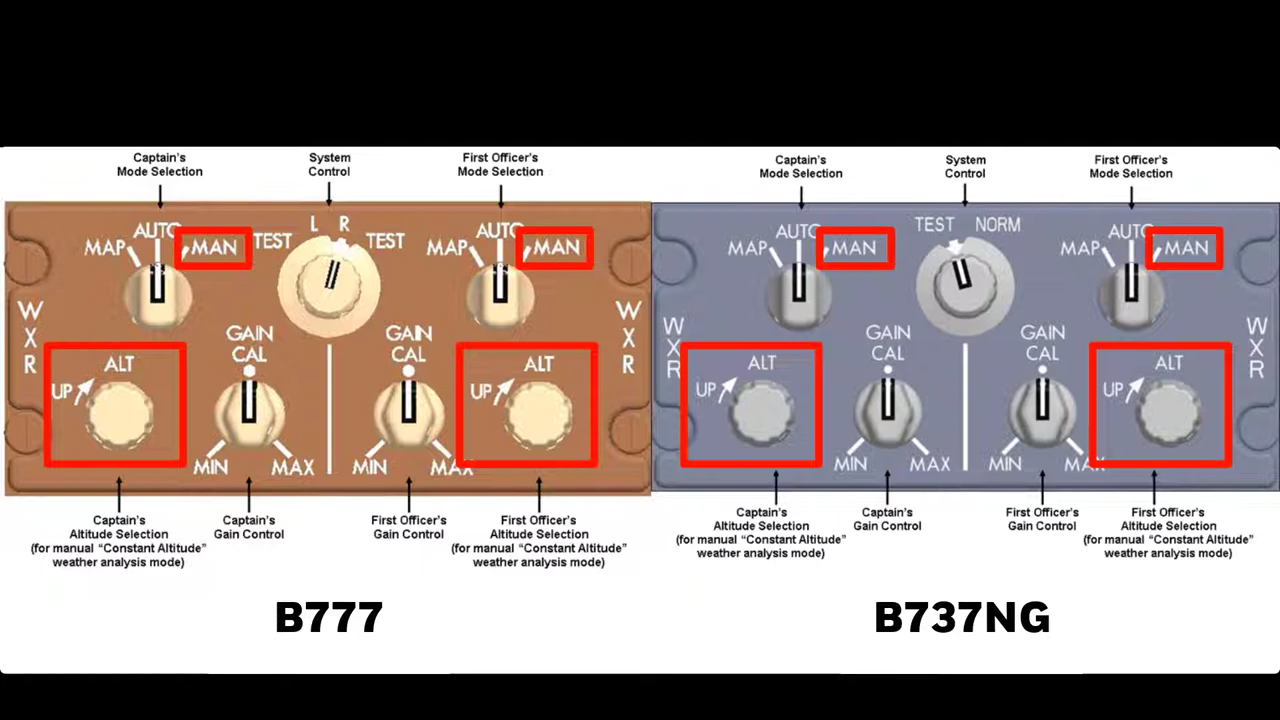 Captain's
Mode Selection
System
Control
First Officer's
Mode Selection
Captain's
Mode Selection
System
Control
First Officer's
Mode Selection
MAP AUTO MAN
TEST L R TEST
MAP AUTO MAN
WXR
ALT
UP
GAIN
CAL
MIN MAX
GAIN
CAL
MIN MAX
ALT
UP
WXR
MAP AUTO MAN
TEST NORM
MAP AUTO MAN
WXR
ALT
UP
GAIN
CAL
MIN MAX
GAIN
CAL
MIN MAX
ALT
UP
WXR
Captain's
Altitude Selection
(for manual "Constant Altitude"
weather analysis mode)
Captain's
Gain Control
First Officer's
Gain Control
First Officer's
Altitude Selection
(for manual "Constant Altitude"
weather analysis mode)
Captain's
Altitude Selection
(for manual "Constant Altitude"
weather analysis mode)
Captain's
Gain Control
First Officer's
Gain Control
First Officer's
Altitude Selection
(for manual "Constant Altitude"
weather analysis mode)
B777
B737NG